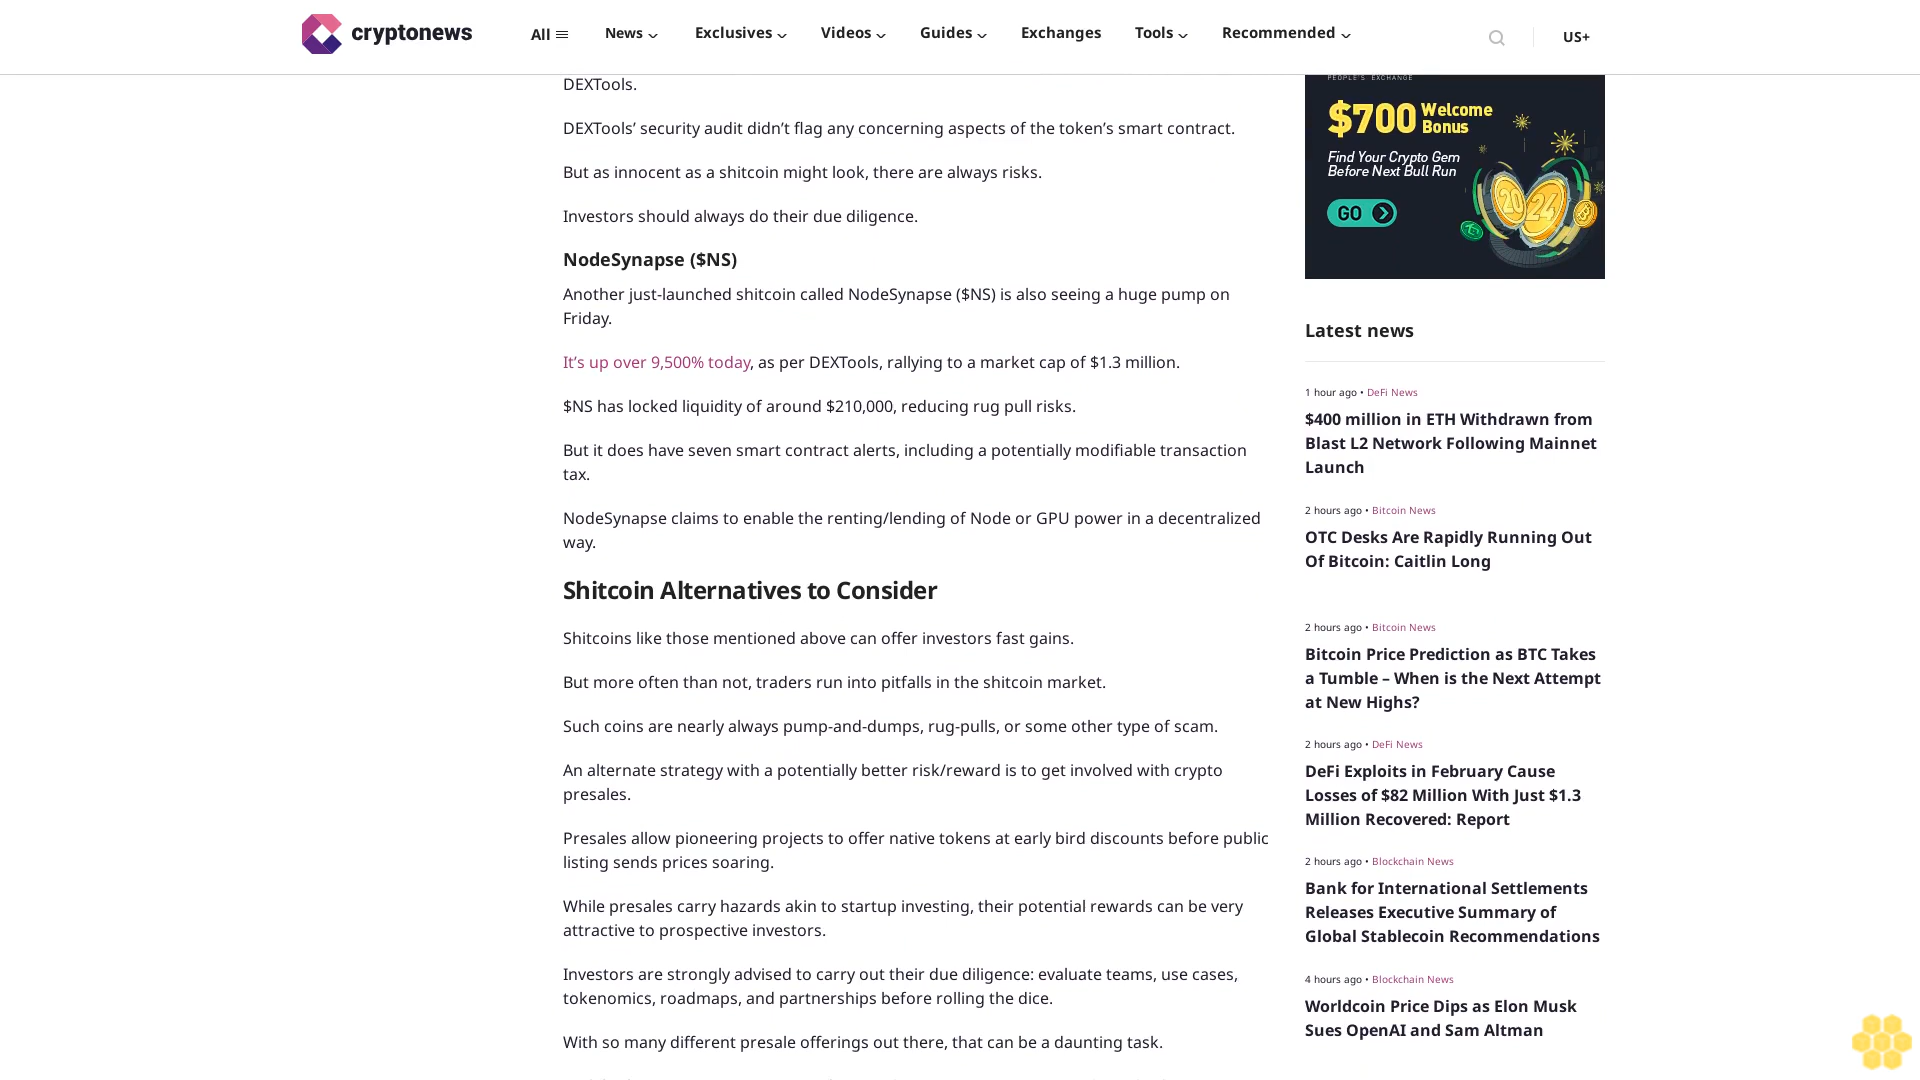 cryptonews
All
News
Exclusives
Videos
Guides
Exchanges
Tools
Recommended
US+
DEXTools.
DEXTools’ security audit didn’t flag any concerning aspects of the token’s smart contract.
But as innocent as a shitcoin might look, there are always risks.
Investors should always do their due diligence.
NodeSynapse ($NS)
Another just-launched shitcoin called NodeSynapse ($NS) is also seeing a huge pump on
Friday.
It’s up over 9,500% today, as per DEXTools, rallying to a market cap of $1.3 million.
$NS has locked liquidity of around $210,000, reducing rug pull risks.
But it does have seven smart contract alerts, including a potentially modifiable transaction
tax.
NodeSynapse claims to enable the renting/lending of Node or GPU power in a decentralized
way.
Shitcoin Alternatives to Consider
Shitcoins like those mentioned above can offer investors fast gains.
But more often than not, traders run into pitfalls in the shitcoin market.
Such coins are nearly always pump-and-dumps, rug-pulls, or some other type of scam.
An alternate strategy with a potentially better risk/reward is to get involved with crypto
presales.
Presales allow pioneering projects to offer native tokens at early bird discounts before public
listing sends prices soaring.
While presales carry hazards akin to startup investing, their potential rewards can be very
attractive to prospective investors.
Investors are strongly advised to carry out their due diligence: evaluate teams, use cases,
tokenomics, roadmaps, and partnerships before rolling the dice.
With so many different presale offerings out there, that can be a daunting task.
PEOPLE'S EXCHANGE
$700 Welcome
Bonus
Find Your Crypto Gem
Before Next Bull Run
GO
20 24
Latest news
1 hour ago • DeFi News
$400 million in ETH Withdrawn from
Blast L2 Network Following Mainnet
Launch
2 hours ago • Bitcoin News
OTC Desks Are Rapidly Running Out
Of Bitcoin: Caitlin Long
2 hours ago • Bitcoin News
Bitcoin Price Prediction as BTC Takes
a Tumble – When is the Next Attempt
at New Highs?
2 hours ago • DeFi News
DeFi Exploits in February Cause
Losses of $82 Million With Just $1.3
Million Recovered: Report
2 hours ago • Blockchain News
Bank for International Settlements
Releases Executive Summary of
Global Stablecoin Recommendations
4 hours ago • Blockchain News
Worldcoin Price Dips as Elon Musk
Sues OpenAI and Sam Altman